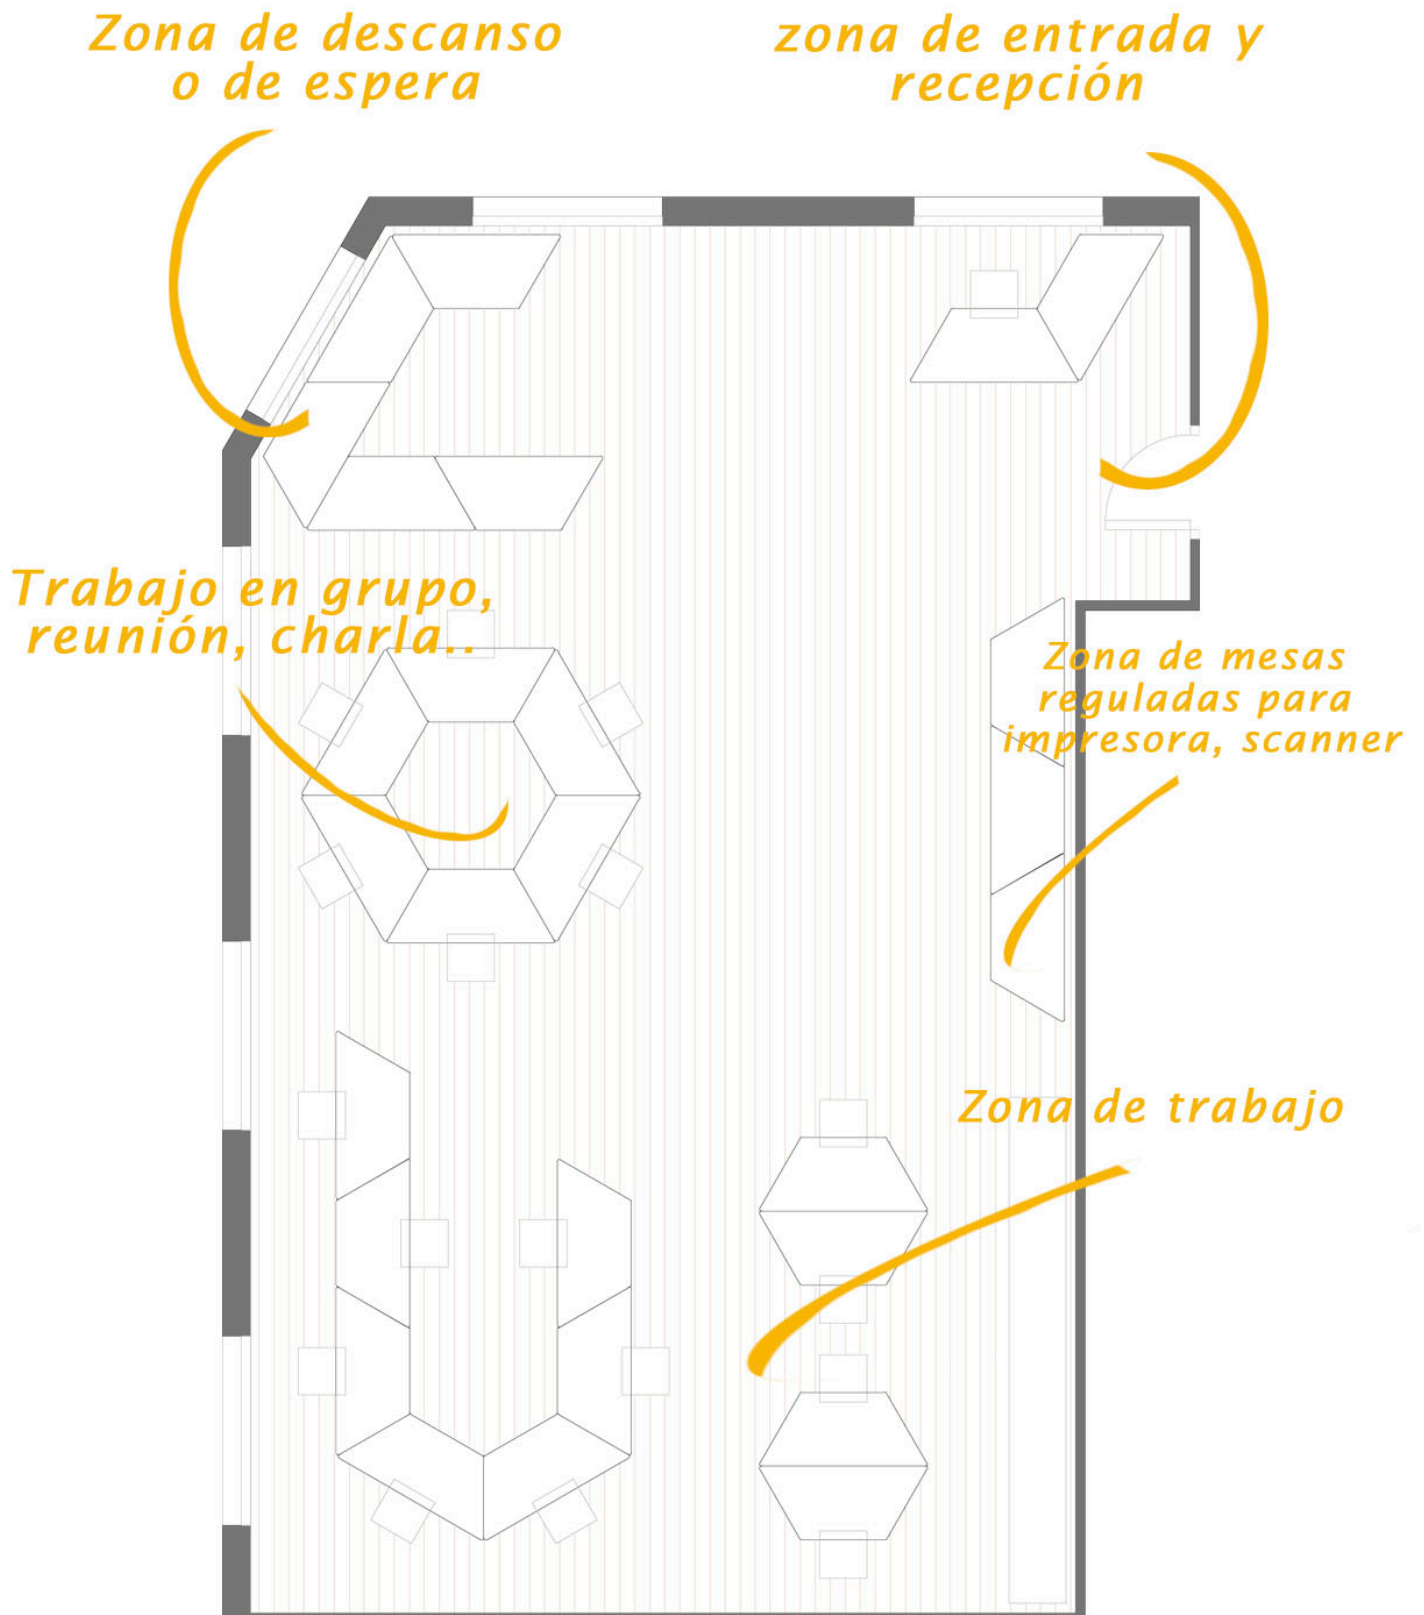 Zona de descanso
o de espera
zona de entrada y
recepción
Trabajo en grupo,
reunión, charla..
Zona de mesas
reguladas para
impresora, scanner
Zona de trabajo